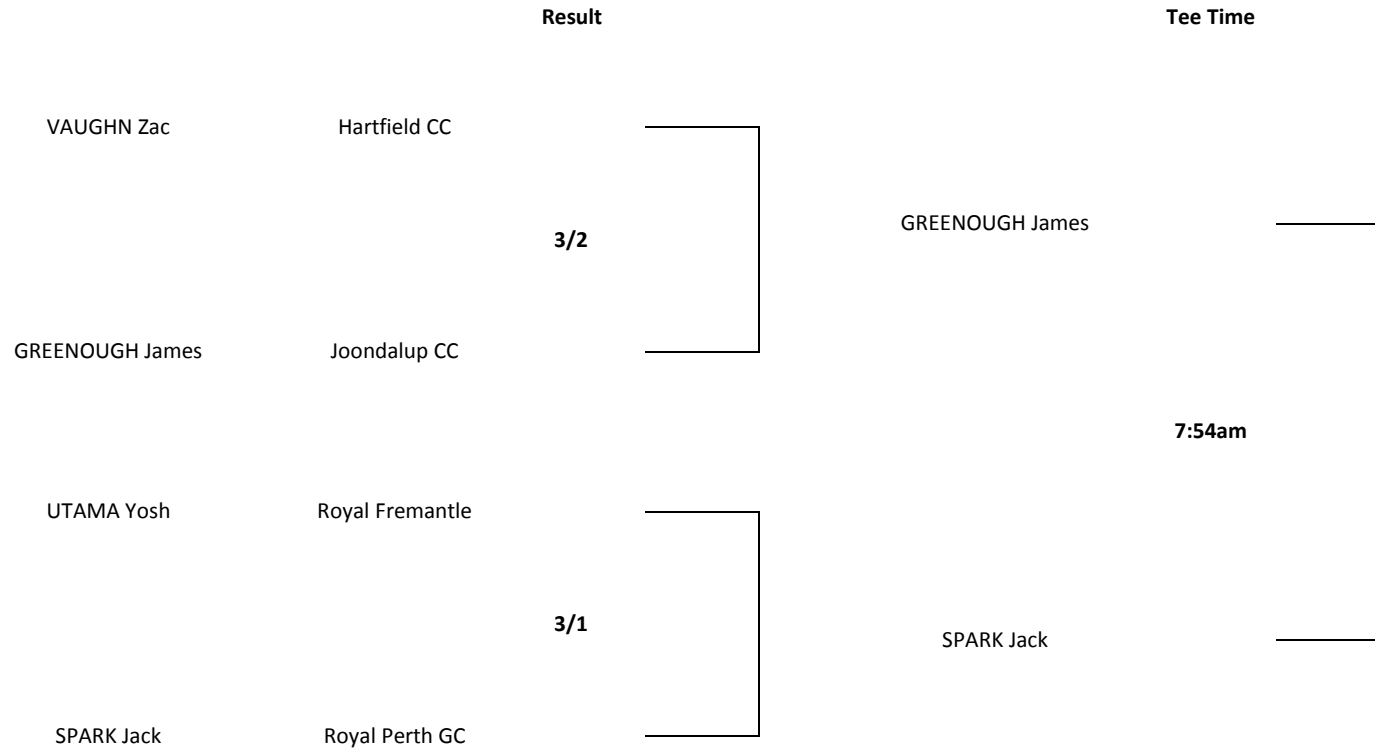 Result Tee Time
VAUGHN Zac Hartfield CC
GREENOUGH James
3/2
GREENOUGH James Joondalup CC
7:54am
UTAMA Yosh Royal Fremantle
3/1
SPARK Jack
SPARK Jack Royal Perth GC